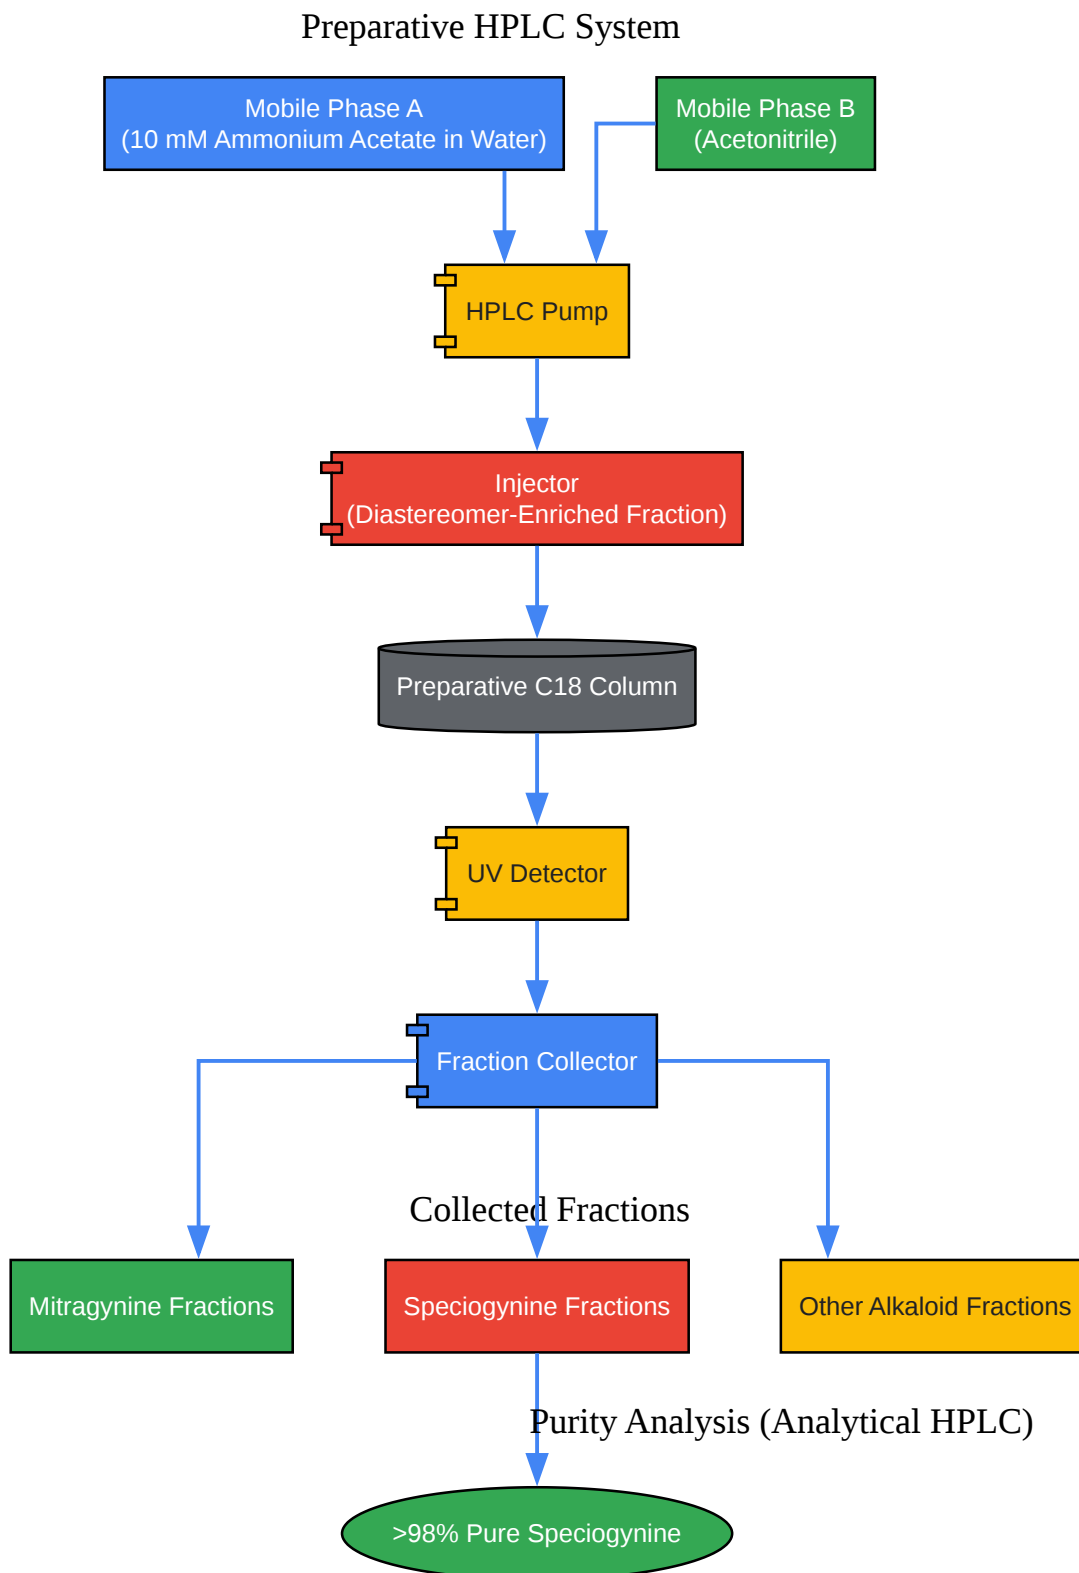 Preparative HPLC System
Mobile Phase A
(10 mM Ammonium Acetate in Water)
Mobile Phase B
(Acetonitrile)
HPLC Pump
Injector
(Diastereomer-Enriched Fraction)
Preparative C18 Column
UV Detector
Fraction Collector
Collected Fractions
Mitragynine Fractions
Speciogynine Fractions
Other Alkaloid Fractions
Purity Analysis (Analytical HPLC)
>98% Pure Speciogynine